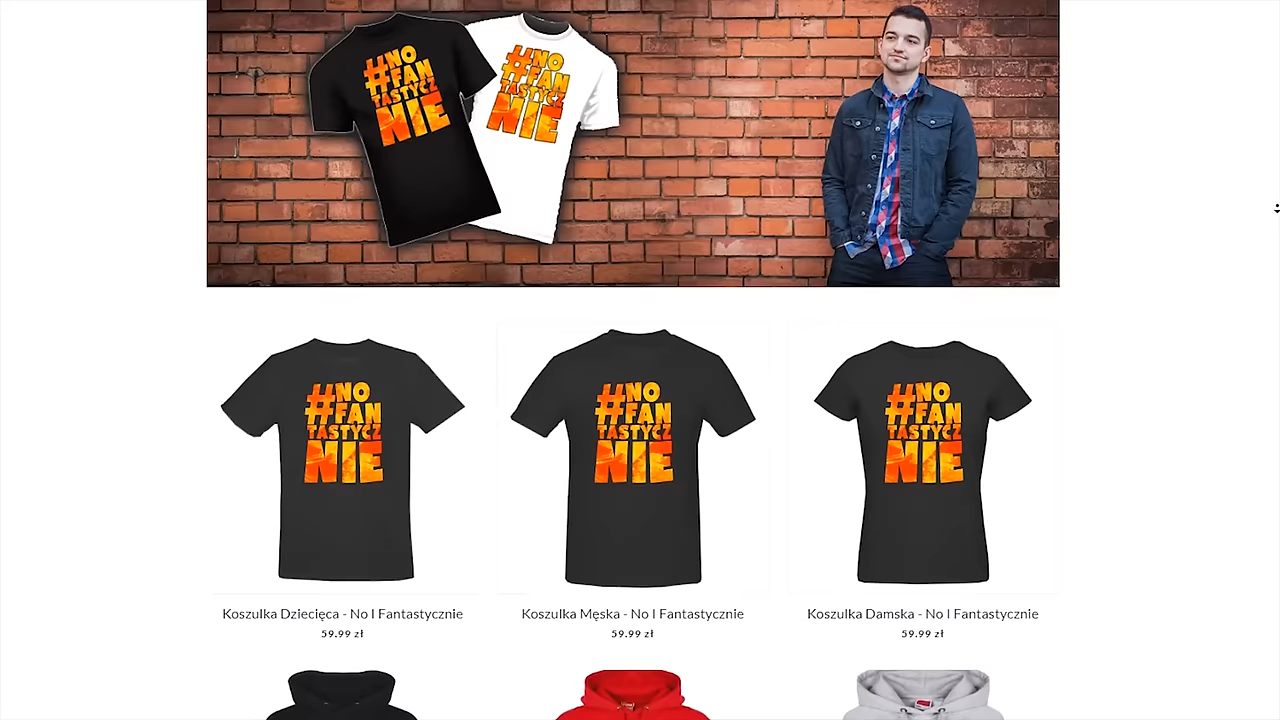 #NO
FAN
TASTYCZ
NIE
#NO
FAN
TASTYCZ
NIE
#NO
FAN
TASTYCZ
NIE
#NO
FAN
TASTYCZ
NIE
#NO
FAN
TASTYCZ
NIE
Koszulka Dziecięca - No I Fantastycznie
59.99 zł
Koszulka Męska - No I Fantastycznie
59.99 zł
Koszulka Damska - No I Fantastycznie
59.99 zł